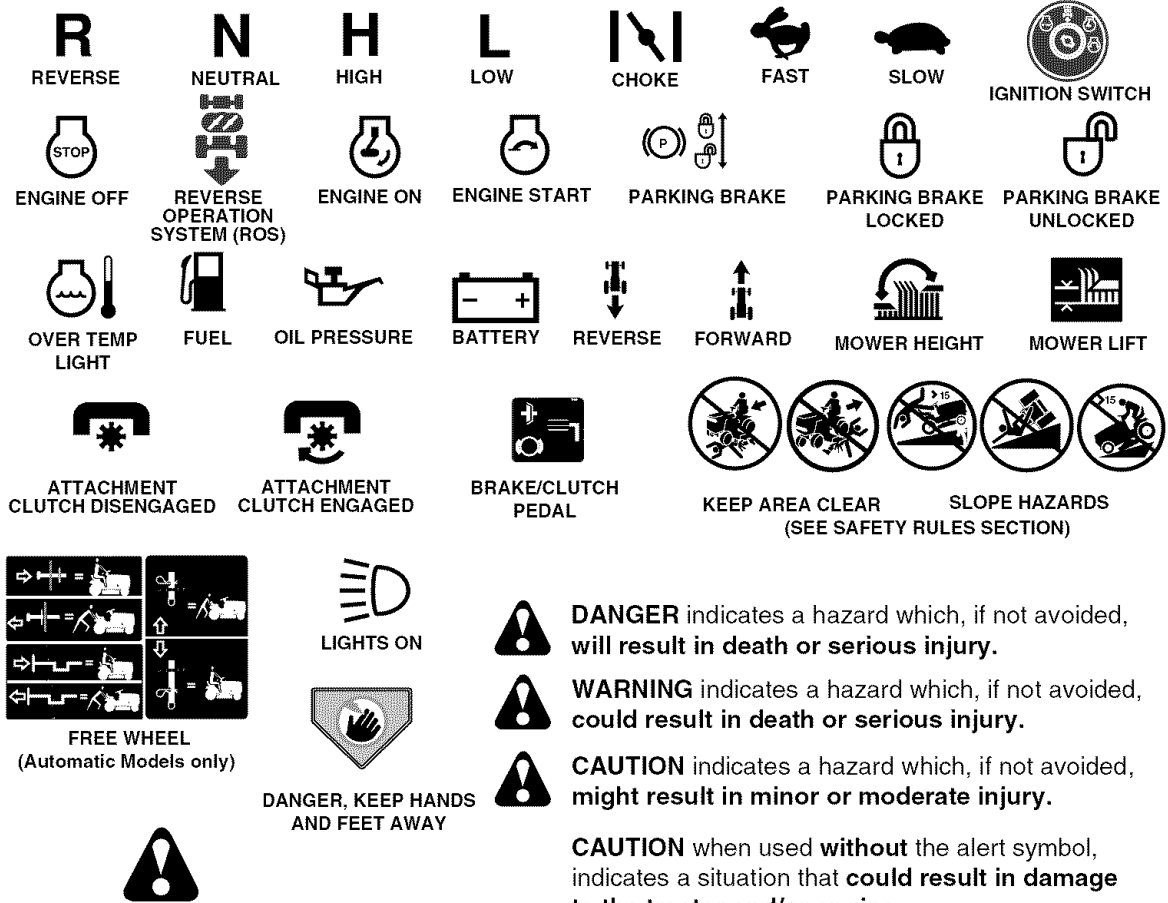 R N H L
REVERSE NEUTRAL HIGH LOW CHOKE FAST SLOW
IGNITION SWITCH
STOP P
ENGINE OFF REVERSE OPERATION SYSTEM (ROS) ENGINE ON ENGINE START PARKING BRAKE PARKING BRAKE LOCKED PARKING BRAKE UNLOCKED
- +
OVER TEMP LIGHT FUEL OIL PRESSURE BATTERY REVERSE FORWARD MOWER HEIGHT MOWER LIFT
>15 >15
ATTACHMENT CLUTCH DISENGAGED ATTACHMENT CLUTCH ENGAGED BRAKE/CLUTCH PEDAL KEEP AREA CLEAR SLOPE HAZARDS
(SEE SAFETY RULES SECTION)
= = = = = =
FREE WHEEL
(Automatic Models only)
LIGHTS ON
DANGER, KEEP HANDS
AND FEET AWAY
! DANGER indicates a hazard which, if not avoided,
will result in death or serious injury.
! WARNING indicates a hazard which, if not avoided,
could result in death or serious injury.
! CAUTION indicates a hazard which, if not avoided,
might result in minor or moderate injury.
CAUTION when used without the alert symbol,
indicates a situation that could result in damage
!